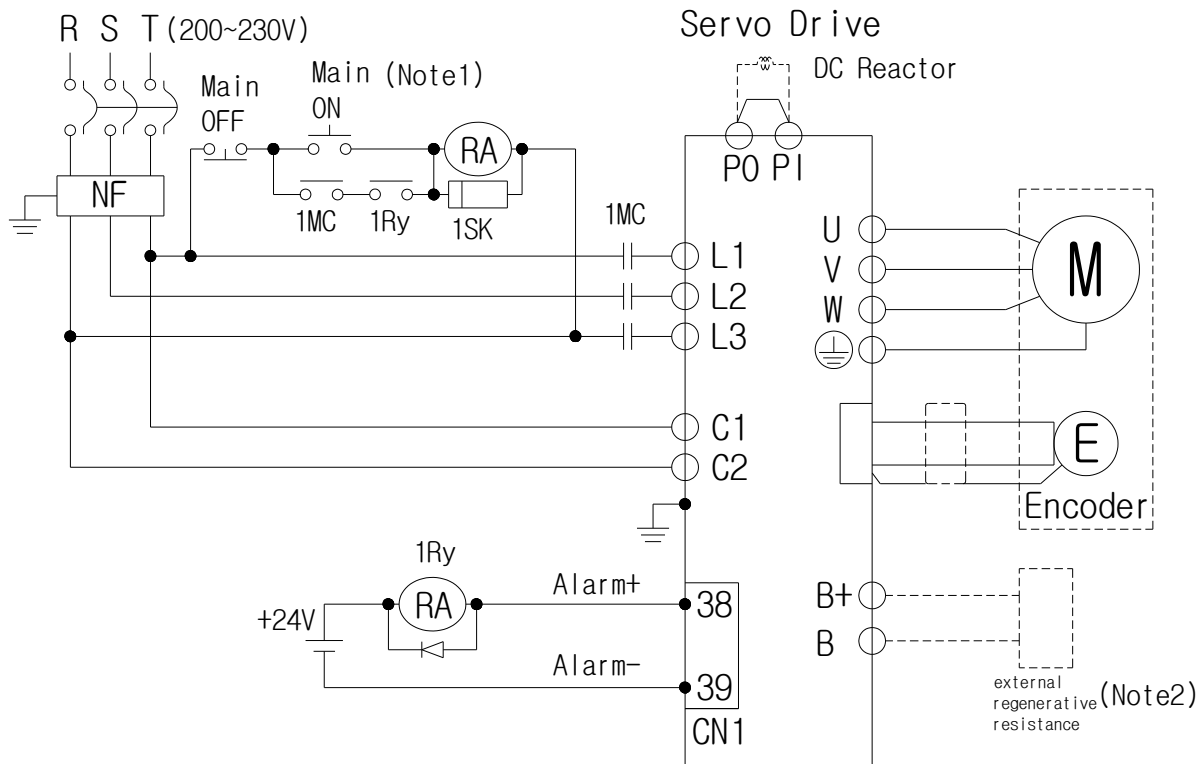 Servo Drive
R S T (200~230V)
DC Reactor
Main
OFF
Main (Note1)
ON
RA
PO PI
NF
1MC 1Ry 1SK
1MC
U
V
W
M
L1
L2
L3
C1
C2
E
Encoder
1Ry
RA
+24V
Alarm+
38
Alarm-
39
CN1
B+
B
external
regenerative (Note2)
resistance